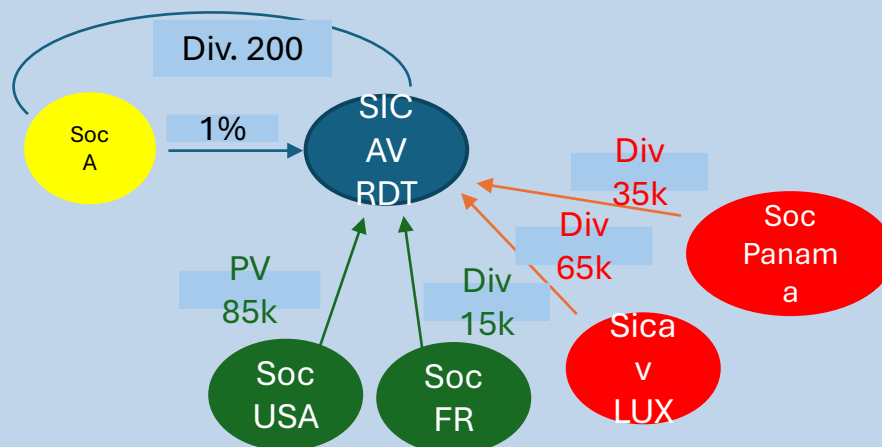 Div. 200
Soc
A
1%
SIC
AV
RDT
Div
35k
Soc
Panam
a
Div
65k
PV
85k
Div
15k
Sica
v
LUX
Soc
USA
Soc
FR